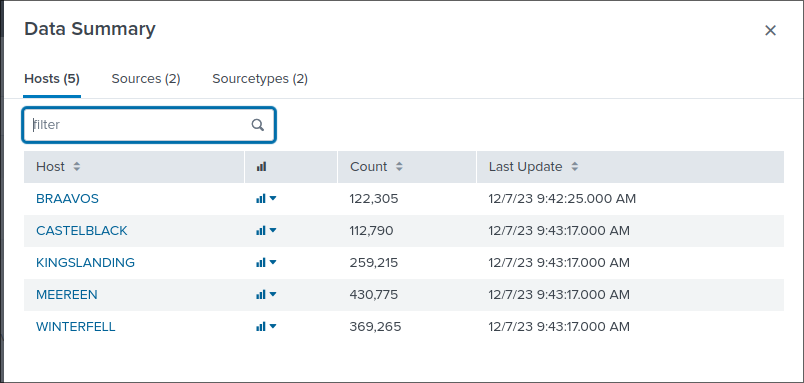 Data Summary
Hosts (5) Sources (2) Sourcetypes (2)
filter
Host Count Last Update
BRAAVOS 122,305 12/7/23 9:42:25.000 AM
CASTELBLACK 112,790 12/7/23 9:43:17.000 AM
KINGSLANDING 259,215 12/7/23 9:43:17.000 AM
MEEREEN 430,775 12/7/23 9:43:17.000 AM
WINTERFELL 369,265 12/7/23 9:43:17.000 AM